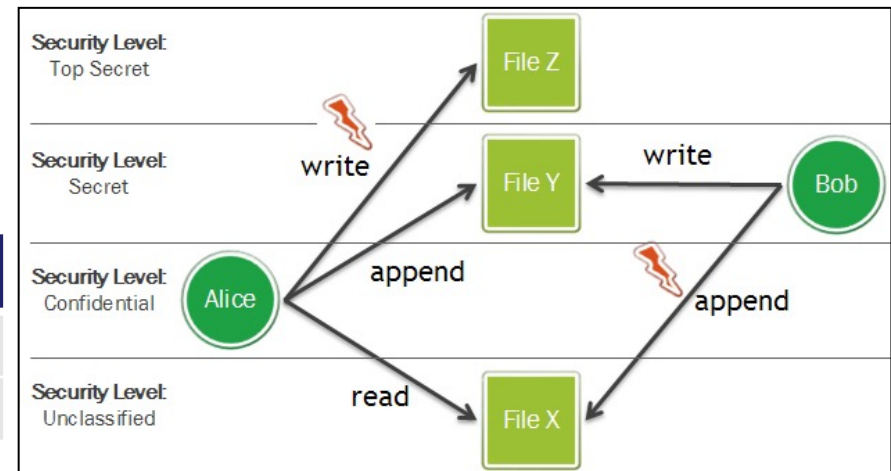 Security Level:
Top Secret
File Z
write
Security Level:
Secret
File Y
write
Bob
append
Security Level:
Confidential
Alice
append
read
Security Level:
Unclassified
File X